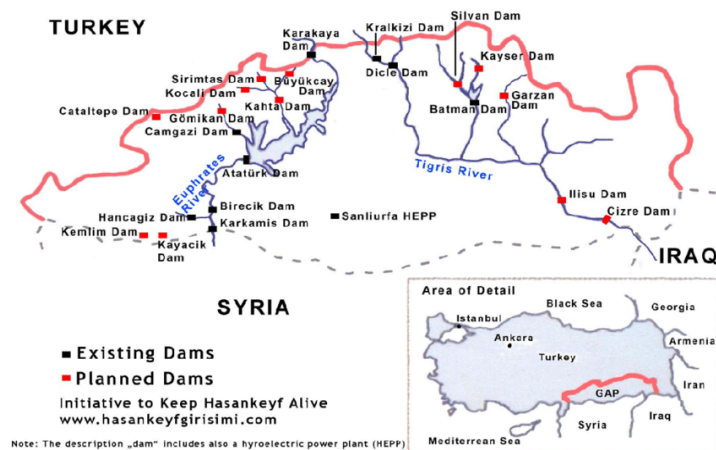 TURKEY
Karakaya
Dam
Kralkizi Dam
Silvan Dam
Kayser Dam
Sirimtas Dam
Büyükcay
Dam
Dicle Dam
Kocali Dam
Kahta Dam
Garzan
Dam
Cataltepe Dam
Gömikan Dam
Batman Dam
Camgazi Dam
Atatürk Dam
Tigris River
Euphrates
River
Birecik Dam
Ilisu Dam
Hancagiz Dam
Karkamis Dam
Sanliurfa HEPP
Cizre Dam
Kemlim Dam
Kayacik
Dam
IRAQ
SYRIA
Area of Detail
Black Sea
Georgia
Istanbul
Ankara
Armenia
Turkey
Iran
GAP
Syria
Iraq
Mediterrean Sea
Existing Dams
Planned Dams
Initiative to Keep Hasankeyf Alive
www.hasankeyfgirisimi.com
Note: The description „dam“ includes also a hyroelectric power plant (HEPP)